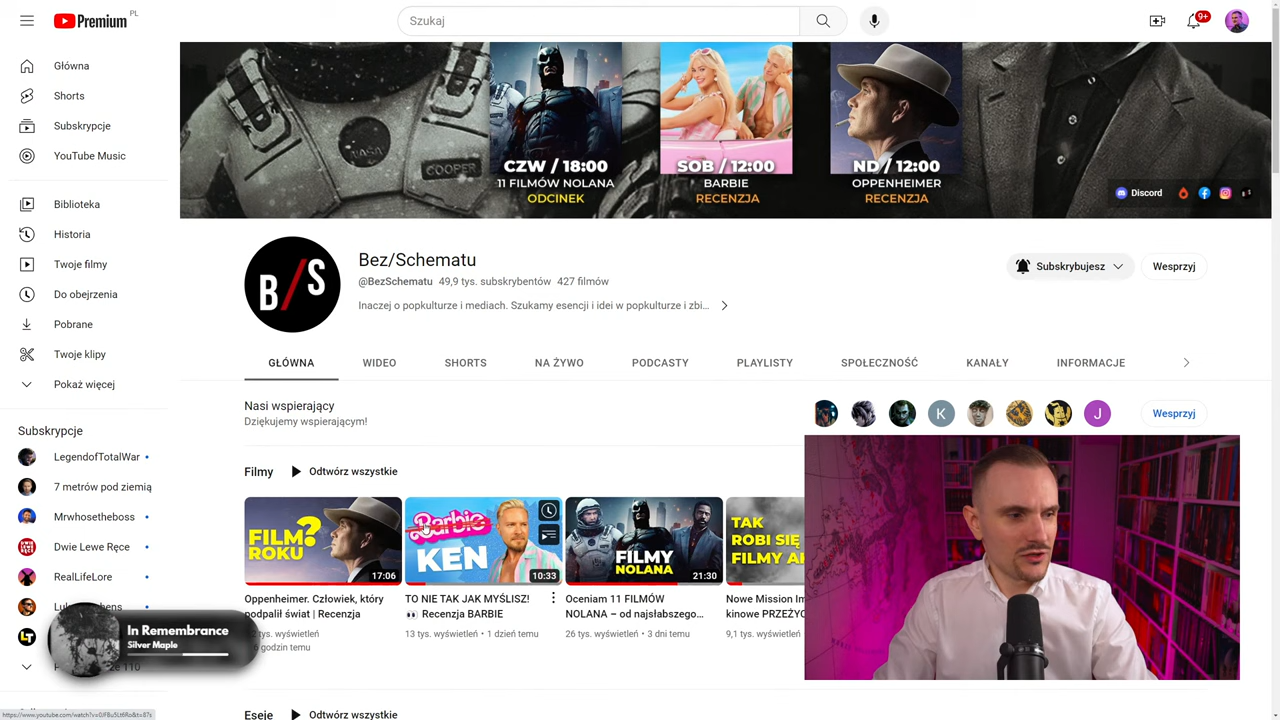 Premium PL
Szukaj
9+
Główna
Shorts
Subskrypcje
YouTube Music
Biblioteka
Historia
Twoje filmy
Do obejrzenia
Pobrane
Twoje klipy
Pokaż więcej
Subskrypcje
LegendofTotalWar
7 metrów pod ziemią
Mrwhosetheboss
Dwie Lewe Ręce
RealLifeLore
In Remembrance
Silver Maple
NASA
COOPER
CZW / 18:00
11 FILMÓW NOLANA
ODCINEK
SOB / 12:00
BARBIE
RECENZJA
ND / 12:00
OPPENHEIMER
RECENZJA
Discord
B/S
Bez/Schematu
@BezSchematu 49,9 tys. subskrybentów 427 filmów
Inaczej o popkulturze i mediach. Szukamy esencji i idei w popkulturze i zbi...
Subskrybujesz
Wesprzyj
GŁÓWNA WIDEO SHORTS NA ŻYWO PODCASTY PLAYLISTY SPOŁECZNOŚĆ KANAŁY INFORMACJE
Nasi wspierający
Dziękujemy wspierającym!
K
J
Wesprzyj
Filmy Odtwórz wszystkie
FILM?
ROKU
17:06
Oppenheimer. Człowiek, który
podpalił świat | Recenzja
godzin temu
Barbie
KEN
10:33
TO NIE TAK JAK MYŚLISZ!
👀 Recenzja BARBIE
13 tys. wyświetleń • 1 dzień temu
FILMY
NOLANA
21:30
Oceniam 11 FILMÓW
NOLANA – od najsłabszego...
26 tys. wyświetleń • 3 dni temu
TAK
ROBI SIĘ
FILMY
Nowe Mission Im
kinowe PRZEŻYC
9,1 tys. wyświetleń
Eseje Odtwórz wszystkie